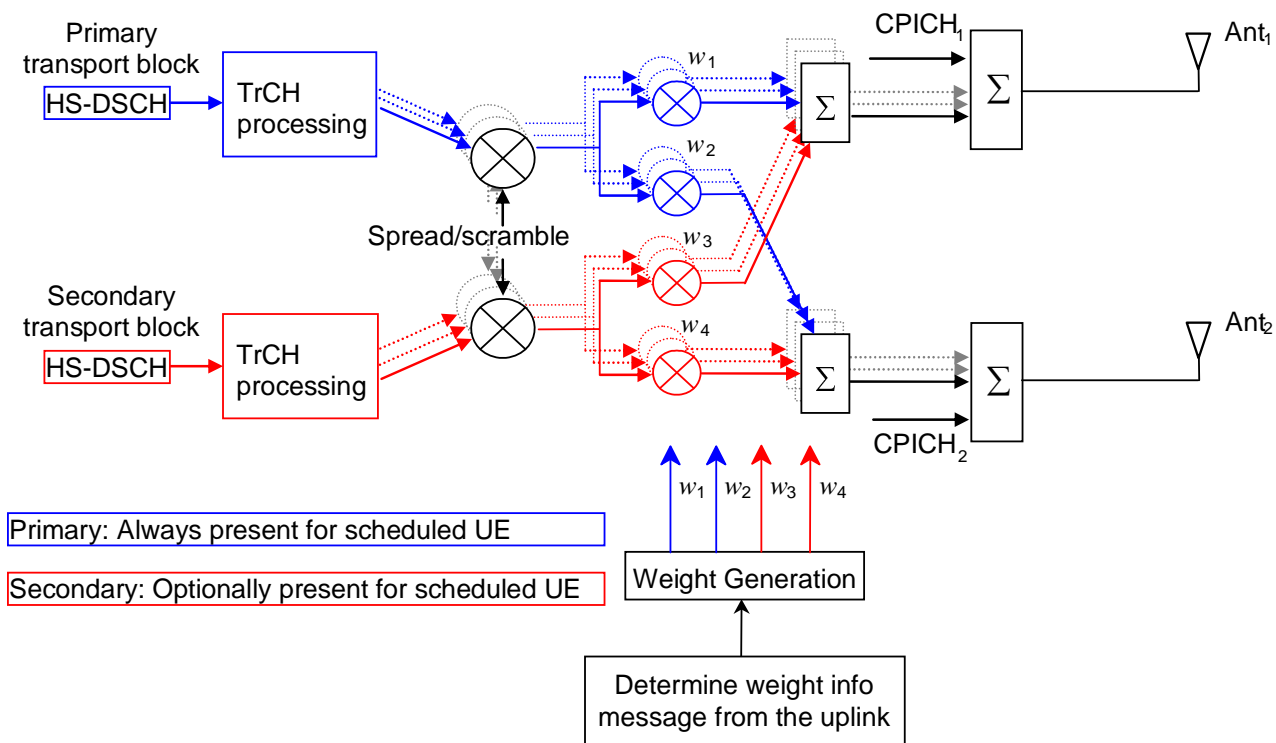 Primary
transport block
HS-DSCH
TrCH
processing
w1
w2
Σ
CPICH1
Σ
Ant1
Spread/scramble
Secondary
transport block
HS-DSCH
TrCH
processing
w3
w4
Σ
CPICH2
Σ
Ant2
w1 w2 w3 w4
Primary: Always present for scheduled UE
Secondary: Optionally present for scheduled UE
Weight Generation
Determine weight info
message from the uplink